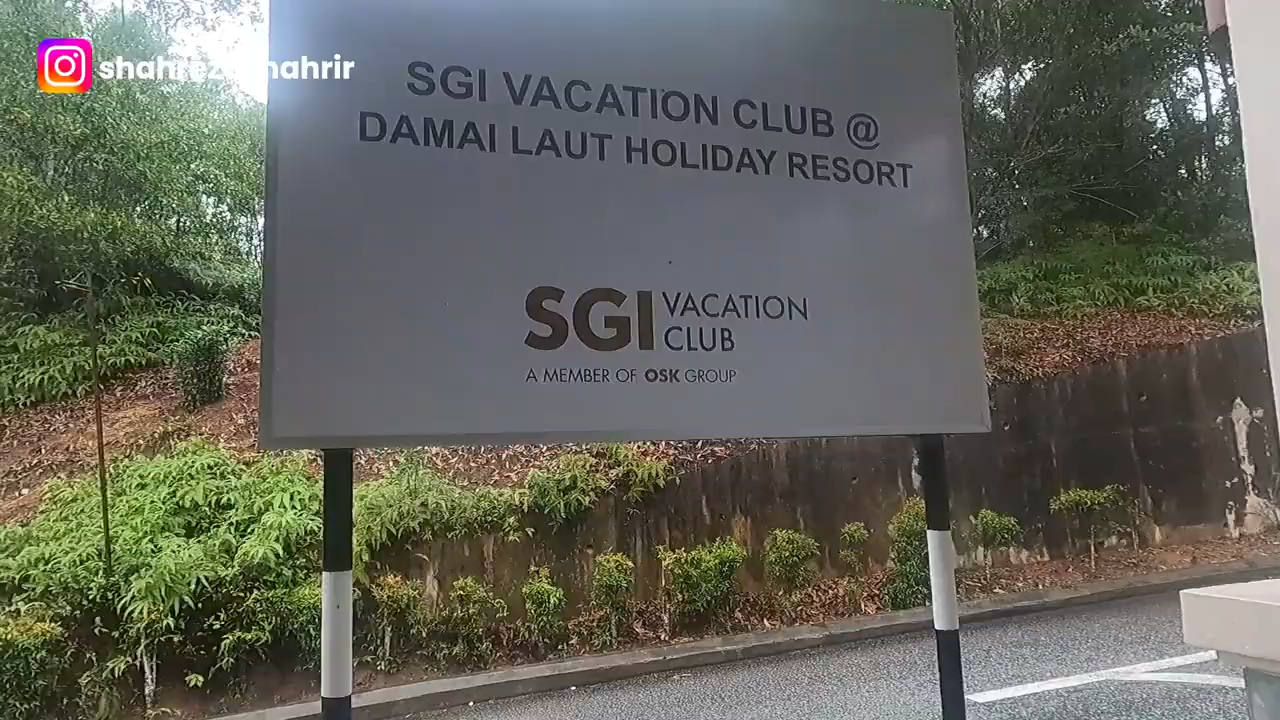 SGI VACATION CLUB @
DAMAI LAUT HOLIDAY RESORT
SGI VACATION
CLUB
A MEMBER OF OSK GROUP